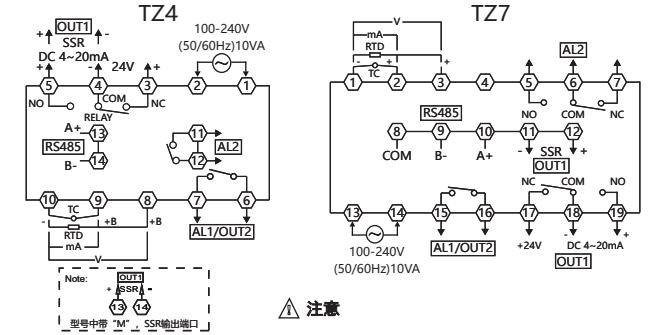 TZ4
OUT1
+ -
SSR
DC 4~20mA
100-240V
(50/60Hz)10VA
+ - 24V +
5 4 3 2 1
NO COM NC
RELAY
A+ 13
RS485
B- 14
11
12
AL2
10 9 8 7 6
TC
- +B +B
RTD
mA
V
AL1/OUT2
Note:
OUT1
+ SSR -
13 14
型号中带“M”，SSR输出端口
TZ7
V
mA
RTD
- + +
TC
1 2 3 4 5 6 7
AL2
NO COM NC
RS485
8 9 10 11 12
COM B- A+
- SSR +
OUT1
NC COM NO
13 14 15 16 17 18 19
100-240V
(50/60Hz)10VA
AL1/OUT2
+24V
- DC 4~20mA +
OUT1
注意